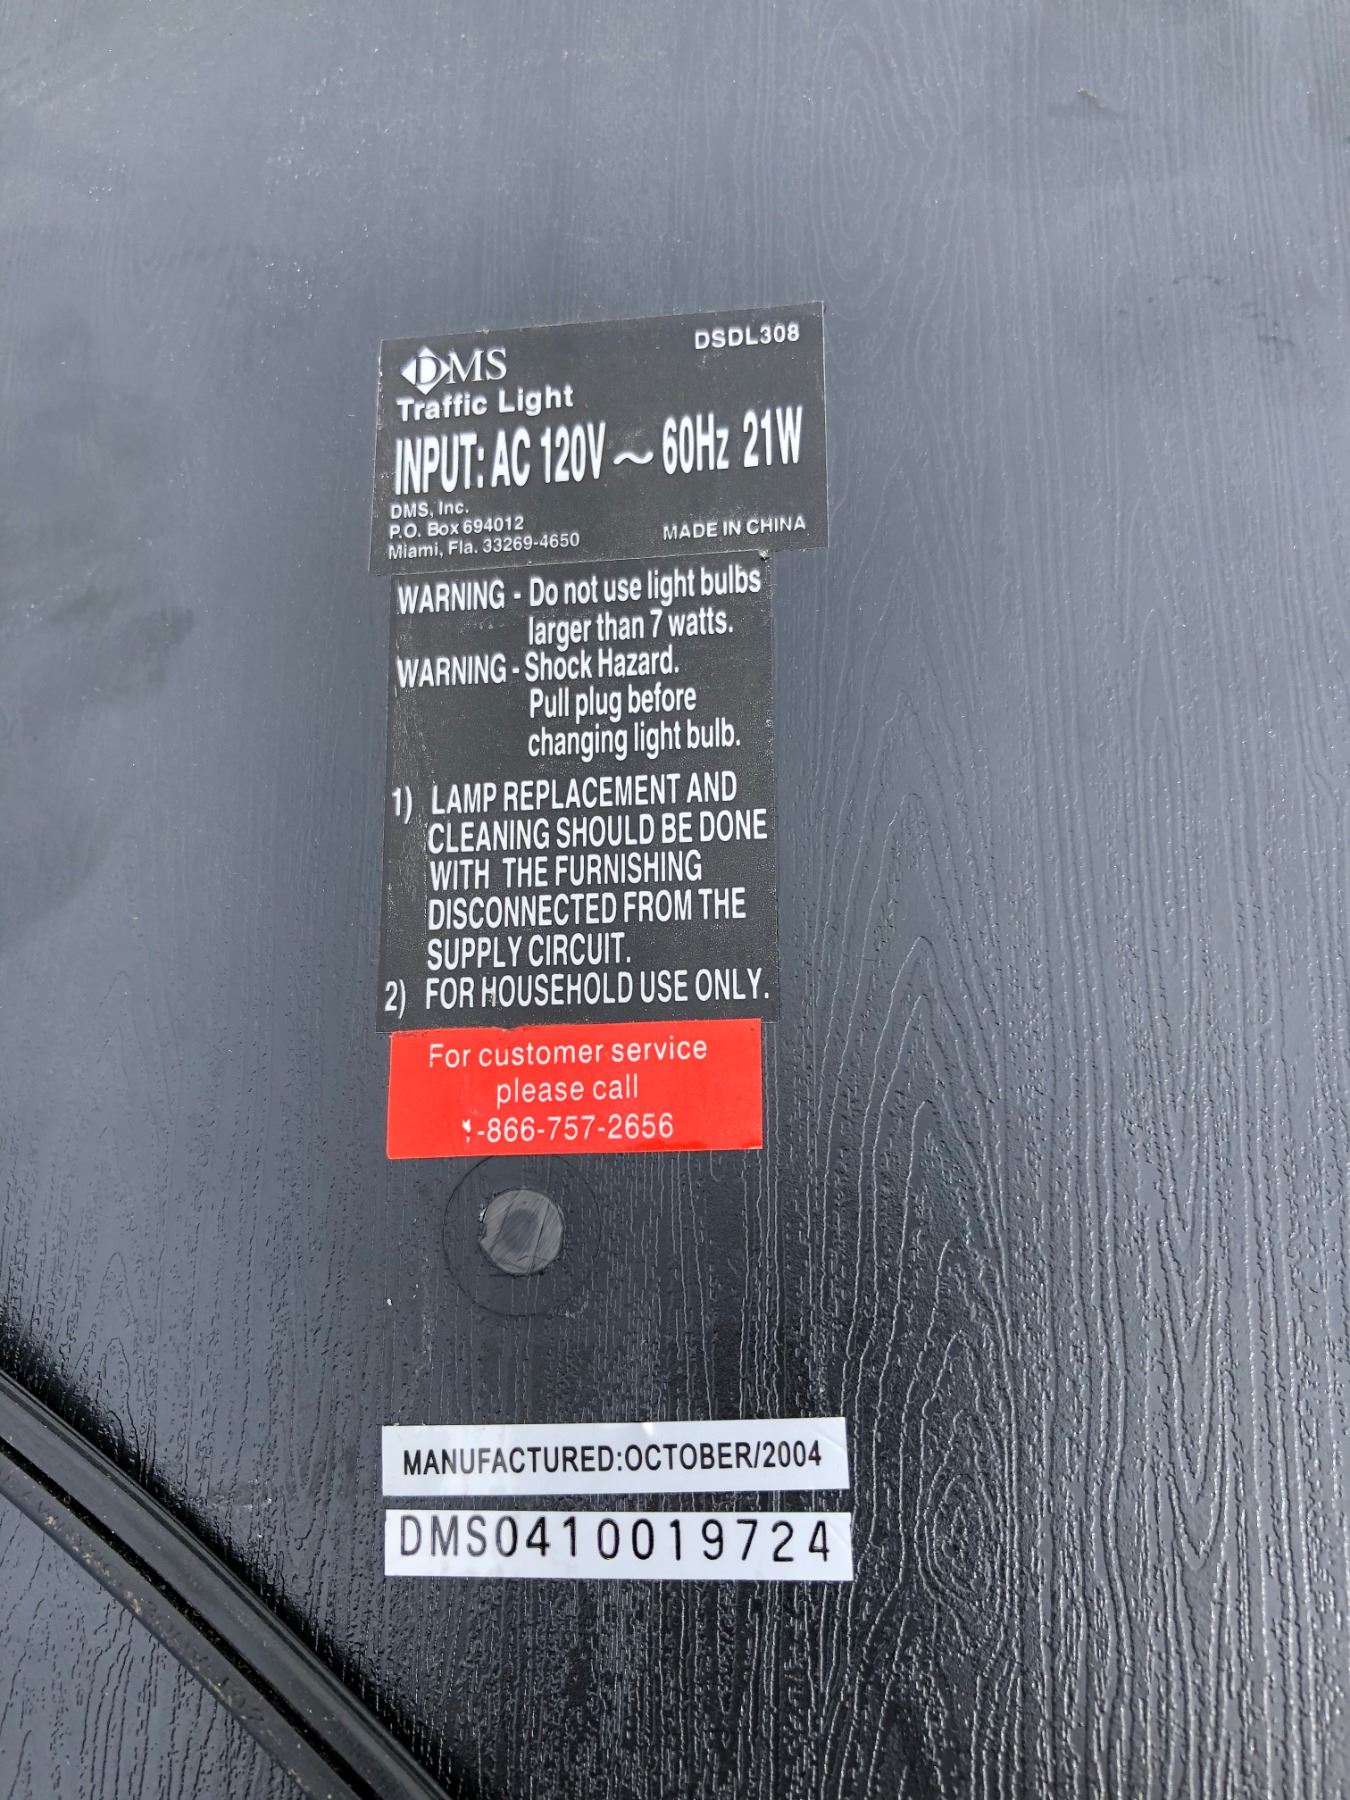 DMS
DSDL308
Traffic Light
INPUT: AC 120V ~ 60Hz 21W
DMS, Inc.
P.O. Box 694012
Miami, Fla. 33269-4650
MADE IN CHINA
WARNING - Do not use light bulbs
larger than 7 watts.
WARNING - Shock Hazard.
Pull plug before
changing light bulb.
1) LAMP REPLACEMENT AND
CLEANING SHOULD BE DONE
WITH THE FURNISHING
DISCONNECTED FROM THE
SUPPLY CIRCUIT.
2) FOR HOUSEHOLD USE ONLY.
For customer service
please call
1-866-757-2656
MANUFACTURED:OCTOBER/2004
DMS0410019724